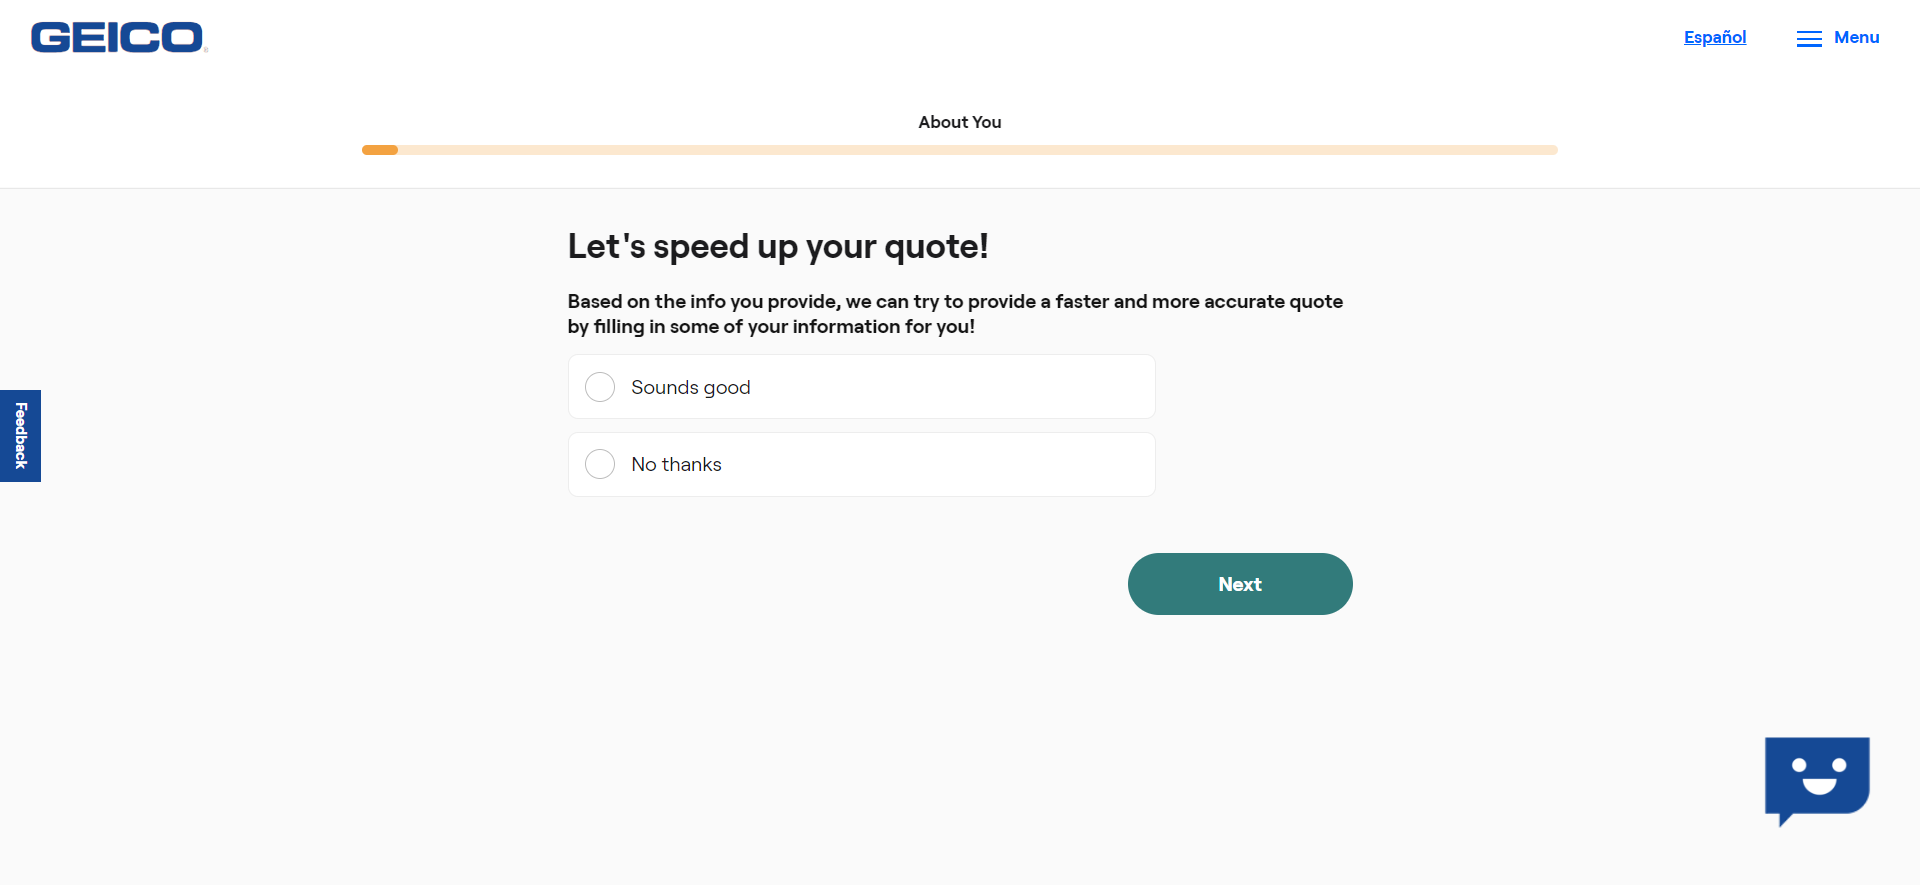 GEICO
Español
Menu
About You
Let's speed up your quote!
Based on the info you provide, we can try to provide a faster and more accurate quote
by filling in some of your information for you!
Feedback
Sounds good
No thanks
Next